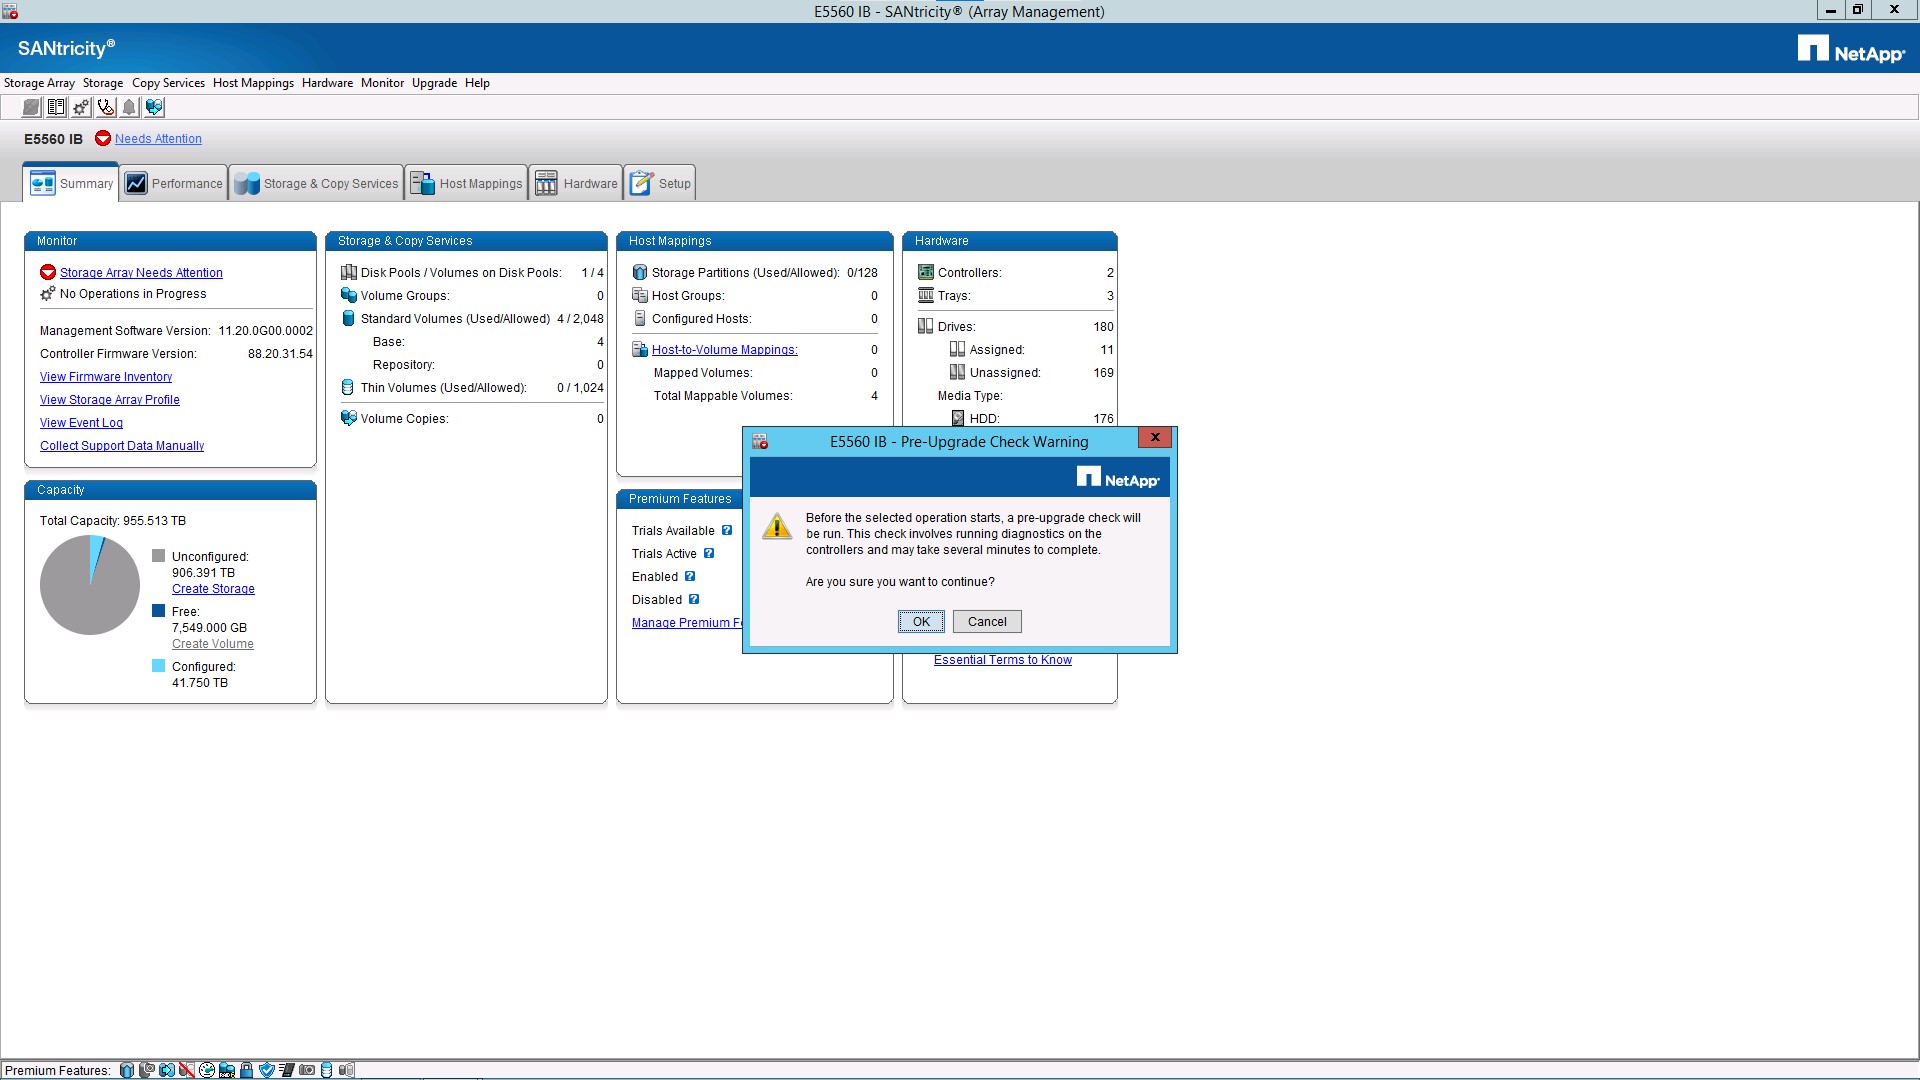 E5560 IB - SANtricity® (Array Management)
SANtricity®
NetApp®
Storage Array Storage Copy Services Host Mappings Hardware Monitor Upgrade Help
E5560 IB Needs Attention
Summary Performance Storage & Copy Services Host Mappings Hardware Setup
Monitor
Storage Array Needs Attention
No Operations in Progress
Management Software Version: 11.20.0G00.0002
Controller Firmware Version: 88.20.31.54
View Firmware Inventory
View Storage Array Profile
View Event Log
Collect Support Data Manually
Capacity
Total Capacity: 955.513 TB
Unconfigured:
906.391 TB
Create Storage
Free:
7,549.000 GB
Create Volume
Configured:
41.750 TB
Storage & Copy Services
Disk Pools / Volumes on Disk Pools: 1 / 4
Volume Groups: 0
Standard Volumes (Used/Allowed) 4 / 2,048
Base: 4
Repository: 0
Thin Volumes (Used/Allowed): 0 / 1,024
Volume Copies: 0
Host Mappings
Storage Partitions (Used/Allowed): 0/128
Host Groups: 0
Configured Hosts: 0
Host-to-Volume Mappings: 0
Mapped Volumes: 0
Total Mappable Volumes: 4
Premium Features
Trials Available ?
Trials Active ?
Enabled ?
Disabled ?
Manage Premium F
Hardware
Controllers: 2
Trays: 3
Drives: 180
Assigned: 11
Unassigned: 169
Media Type:
HDD: 176
Essential Terms to Know
E5560 IB - Pre-Upgrade Check Warning
NetApp®
Before the selected operation starts, a pre-upgrade check will
be run. This check involves running diagnostics on the
controllers and may take several minutes to complete.
Are you sure you want to continue?
OK Cancel
Premium Features: